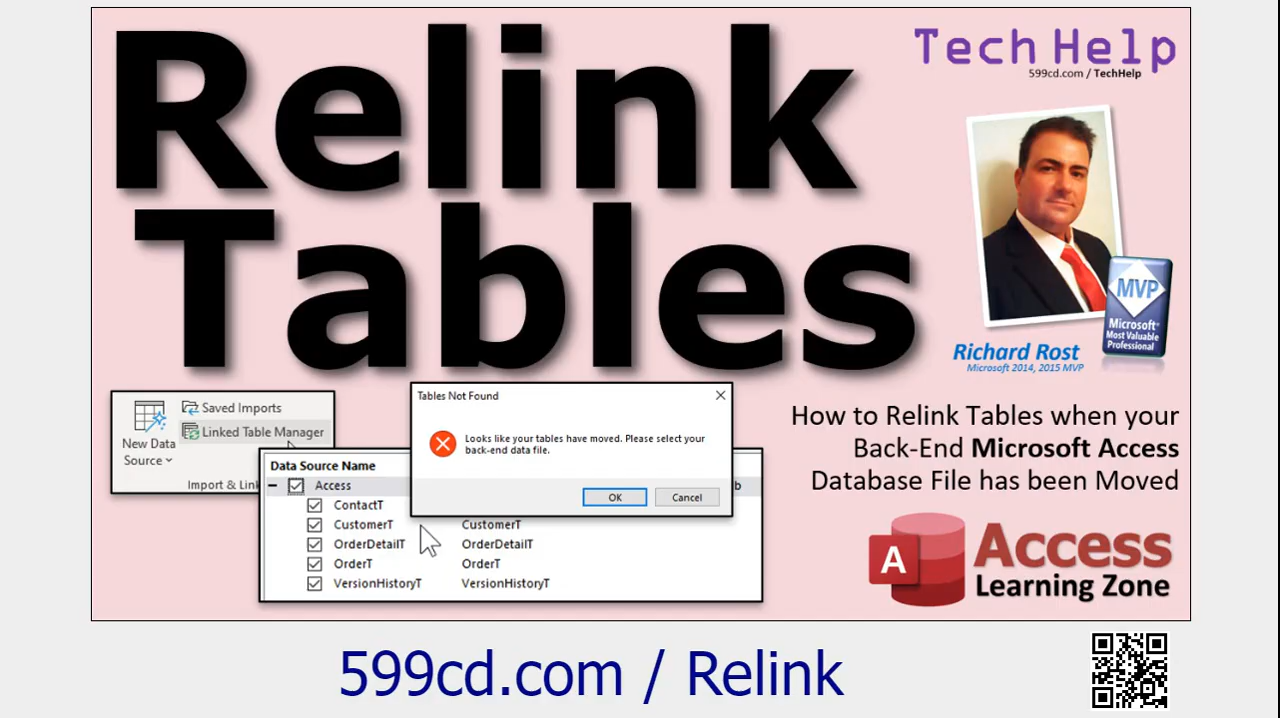 Relink
Tables
Tech Help
599cd.com / TechHelp
MVP
Microsoft®
Most Valuable
Professional
Richard Rost
Microsoft 2014, 2015 MVP
New Data
Source
Saved Imports
Linked Table Manager
Import & Lin
Data Source Name
Access
b
ContactT
CustomerT CustomerT
OrderDetailT OrderDetailT
OrderT OrderT
VersionHistoryT VersionHistoryT
Tables Not Found
Looks like your tables have moved. Please select your
back-end data file.
OK Cancel
How to Relink Tables when your
Back-End Microsoft Access
Database File has been Moved
A
Access
Learning Zone
599cd.com / Relink